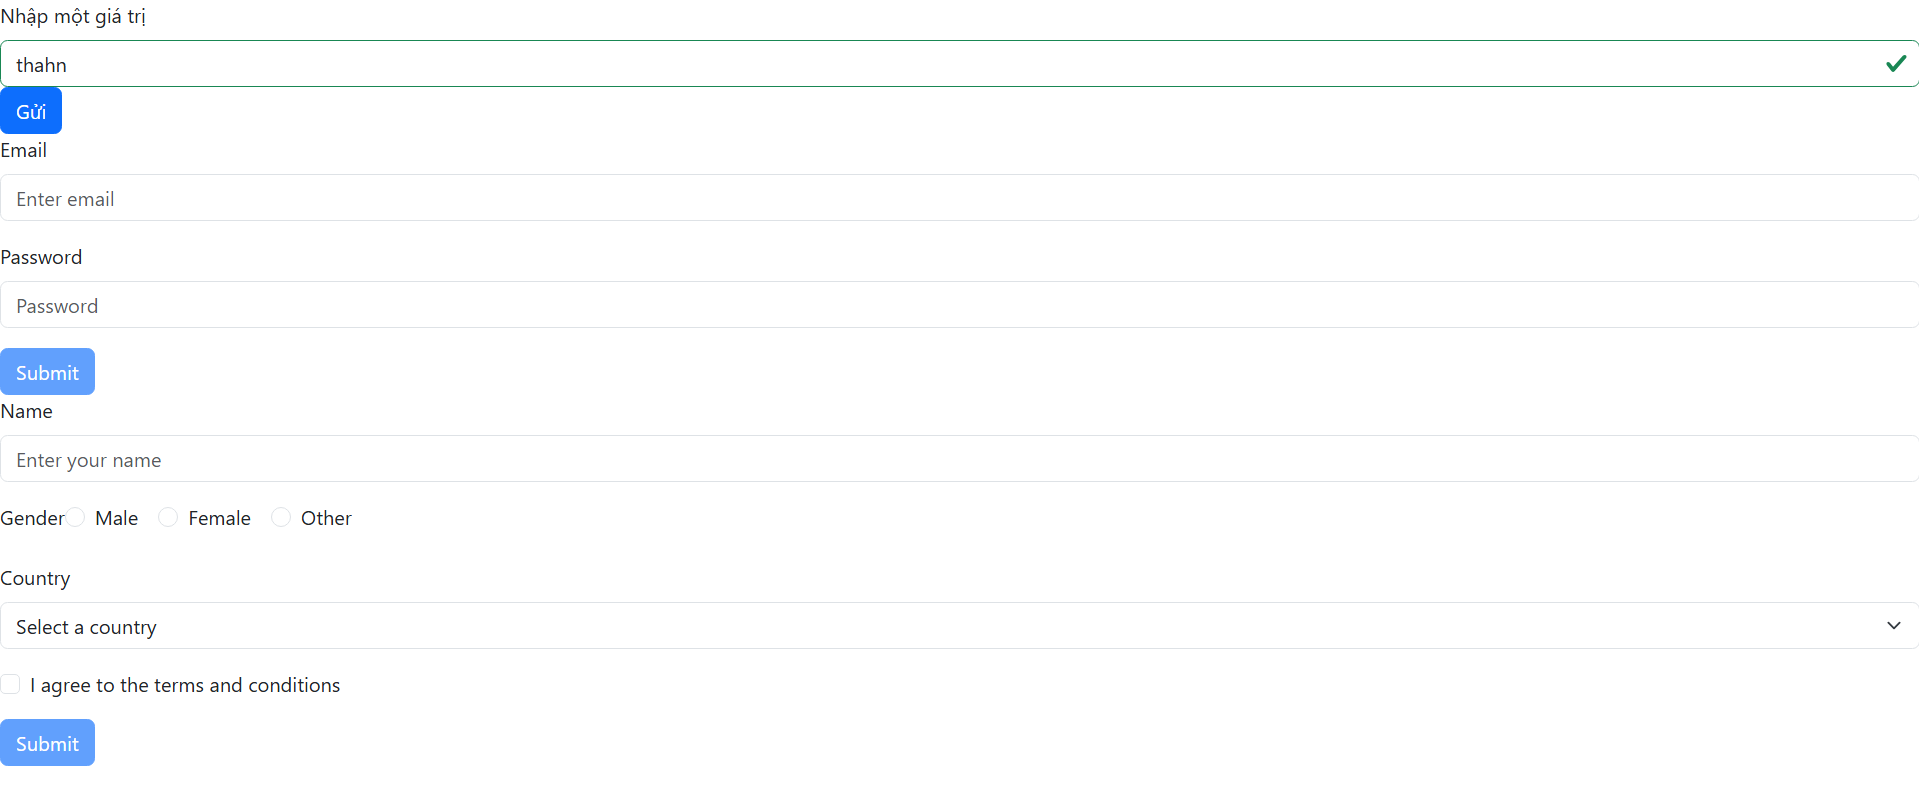 Nhập một giá trị
thahn
Gửi
Email
Enter email
Password
Password
Submit
Name
Enter your name
Gender Male Female Other
Country
Select a country
I agree to the terms and conditions
Submit